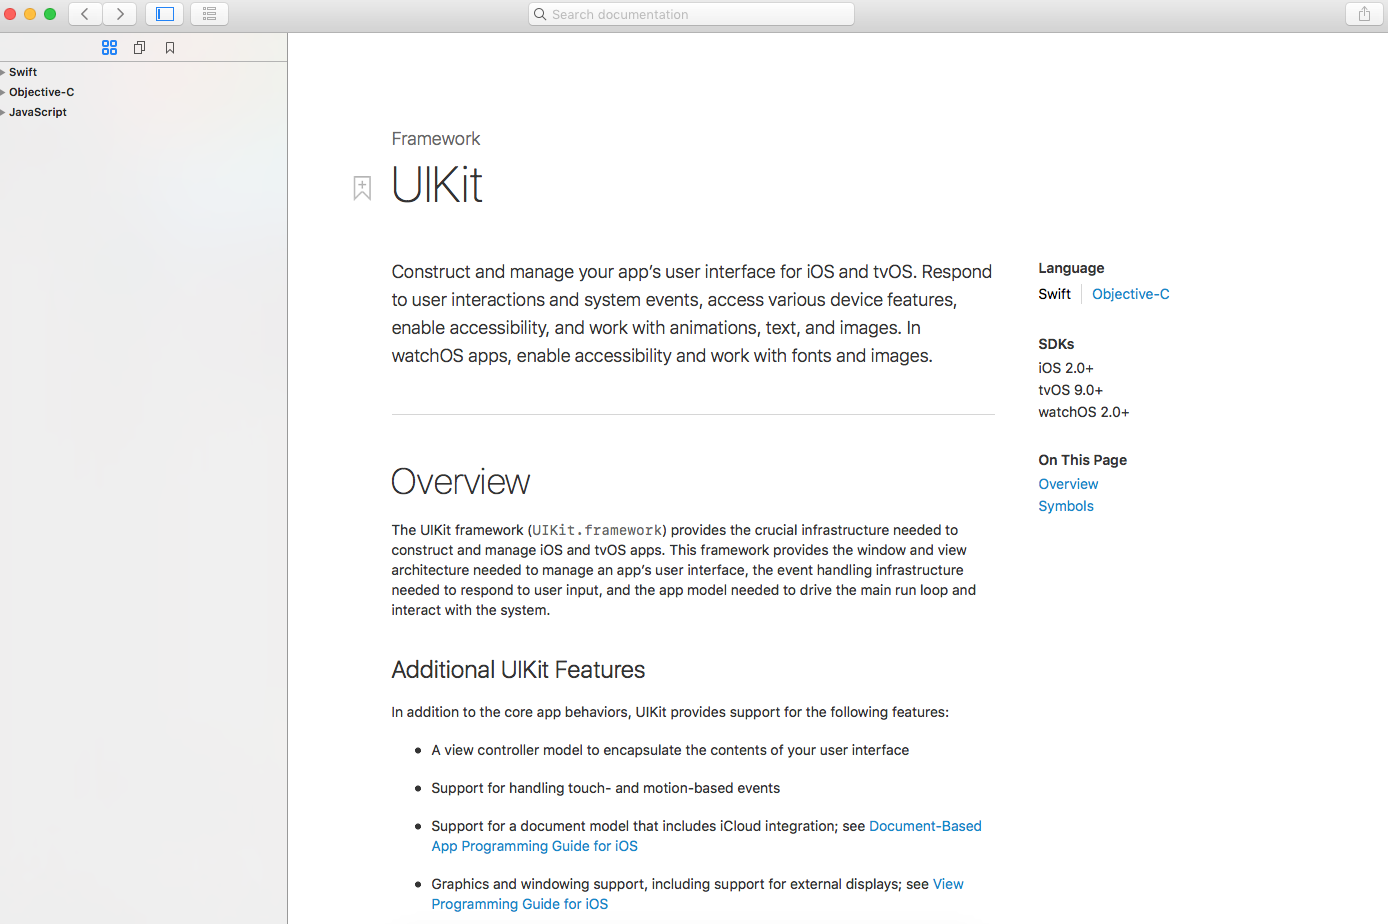 Search documentation
Swift
Objective-C
JavaScript
Framework
UIKit
Construct and manage your app’s user interface for iOS and tvOS. Respond
to user interactions and system events, access various device features,
enable accessibility, and work with animations, text, and images. In
watchOS apps, enable accessibility and work with fonts and images.
Language
Swift
Objective-C
SDKs
iOS 2.0+
tvOS 9.0+
watchOS 2.0+
On This Page
Overview
Symbols
Overview
The UIKit framework (UIKit.framework) provides the crucial infrastructure needed to
construct and manage iOS and tvOS apps. This framework provides the window and view
architecture needed to manage an app’s user interface, the event handling infrastructure
needed to respond to user input, and the app model needed to drive the main run loop and
interact with the system.
Additional UIKit Features
In addition to the core app behaviors, UIKit provides support for the following features:
• A view controller model to encapsulate the contents of your user interface
• Support for handling touch- and motion-based events
• Support for a document model that includes iCloud integration; see Document-Based
App Programming Guide for iOS
• Graphics and windowing support, including support for external displays; see View
Programming Guide for iOS